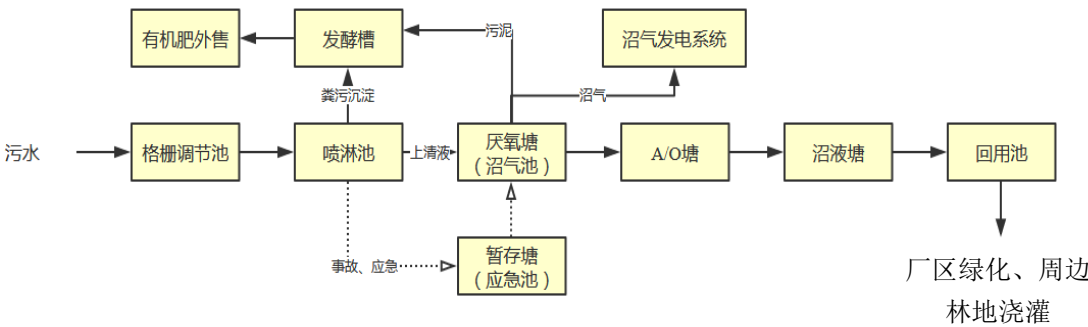 有机肥外售
发酵槽
污泥
沼气发电系统
粪污沉淀
沼气
污水
格栅调节池
喷淋池
上清液
厌氧塘
（沼气池）
A/O塘
沼液塘
回用池
事故、应急
暂存塘
（应急池）
厂区绿化、周边
林地浇灌